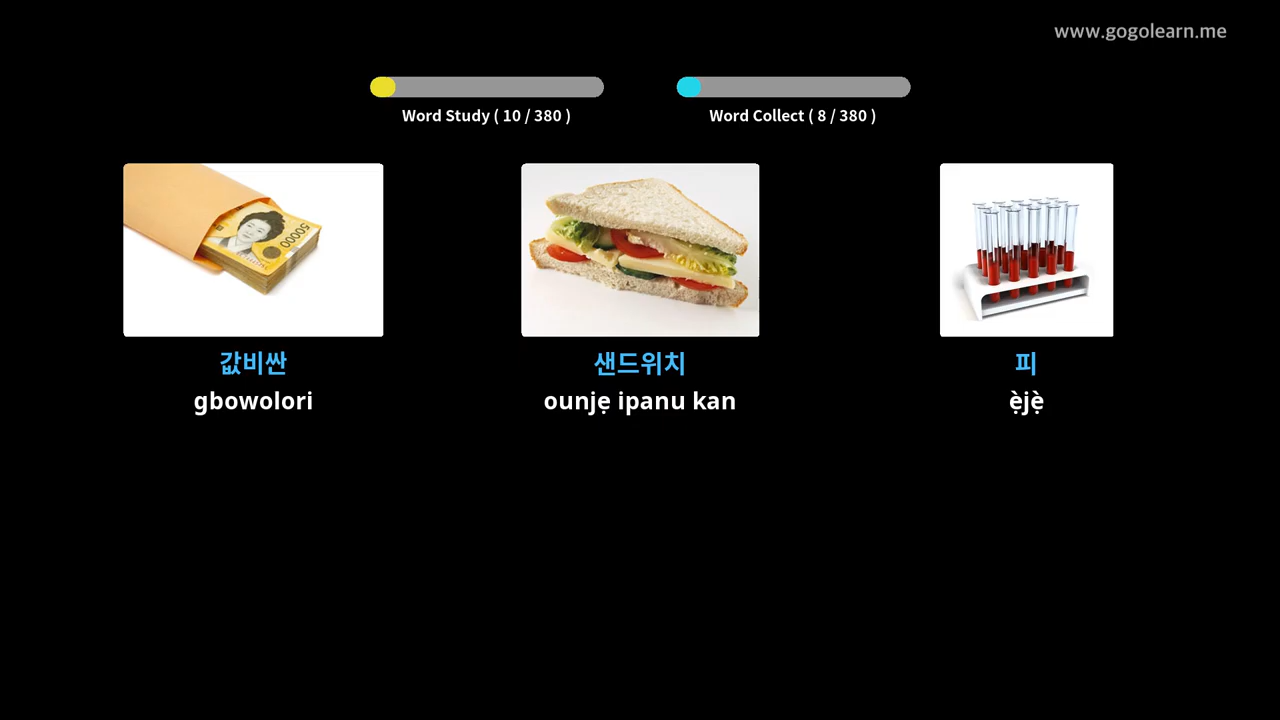 www.gogolearn.me
Word Study ( 10 / 380 )
Word Collect ( 8 / 380 )
50000
값비싼
샌드위치
피
gbowolori
ounjẹ ipanu kan
ẹ̀jẹ̀